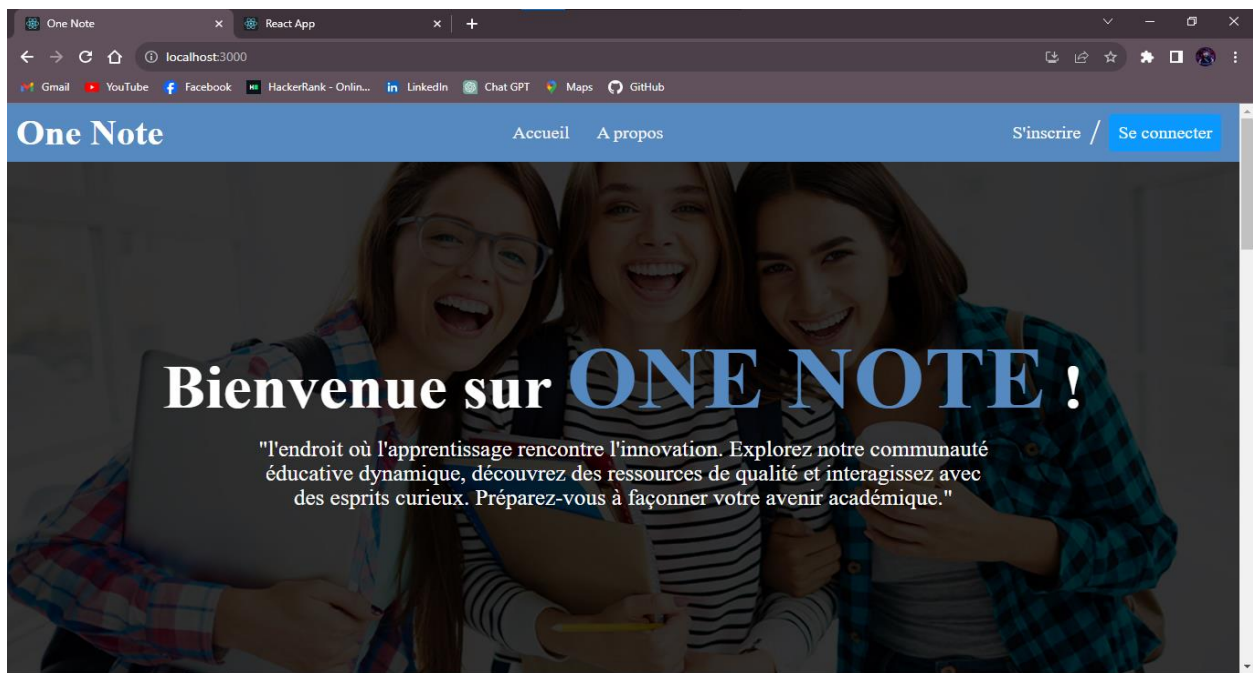 One Note
React App
localhost:3000
Gmail YouTube Facebook HackerRank - Onlin... LinkedIn Chat GPT Maps GitHub
One Note Accueil A propos S'inscrire / Se connecter
Bienvenue sur ONE NOTE !
"l'endroit où l'apprentissage rencontre l'innovation. Explorez notre communauté
éducative dynamique, découvrez des ressources de qualité et interagissez avec
des esprits curieux. Préparez-vous à façonner votre avenir académique."